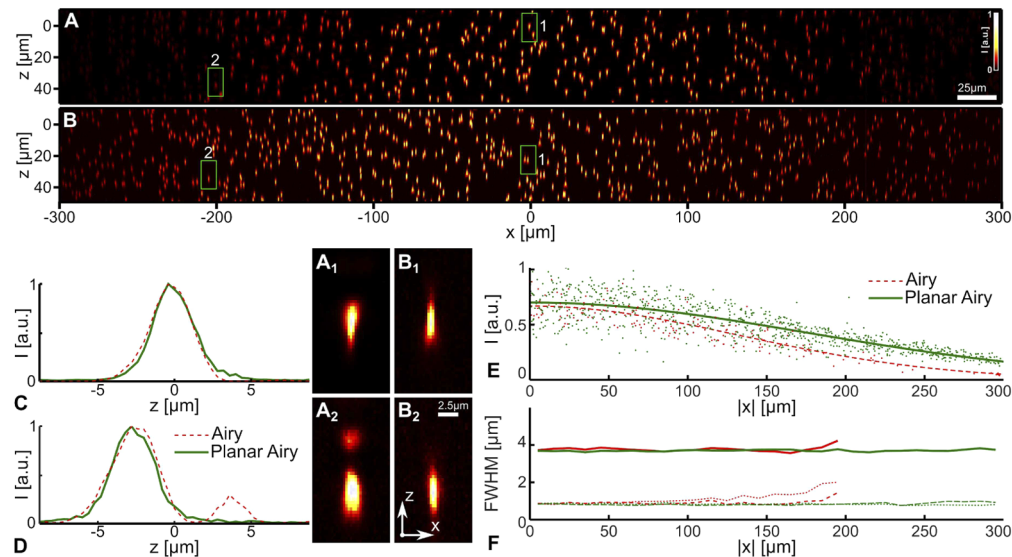 A
1
2
z [µm]
0
20
40
1
I [a.u.]
0
25µm
B
2
1
z [µm]
0
20
40
-300
-200
-100
0
100
200
300
x [µm]
A1
B1
1
I [a.u.]
0
-5
0
5
C
z [µm]
A2
B2
2.5µm
z
x
1
I [a.u.]
0
Airy
Planar Airy
-5
0
5
D
z [µm]
1
0.5
0
I [a.u.]
Airy
Planar Airy
E
0
50
100
150
200
250
300
|x| [µm]
FWHM [µm]
4
2
0
0
50
100
150
200
250
300
F
|x| [µm]